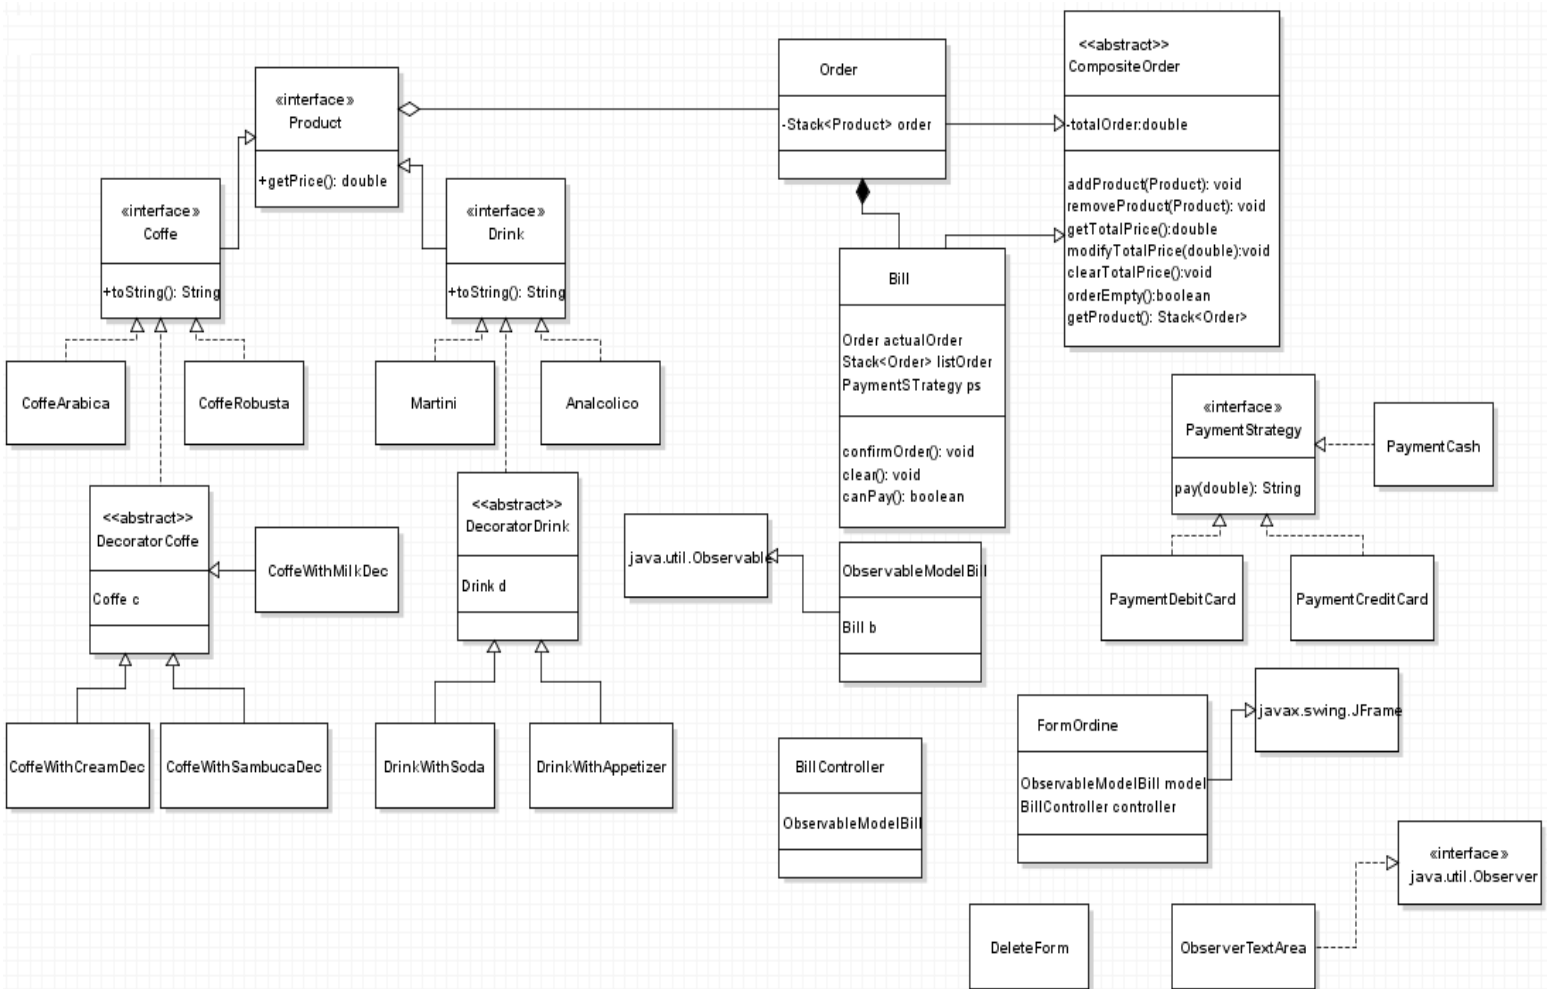 «interface»
Product
+getPrice(): double
Order
-Stack<Product> order
<<abstract>>
CompositeOrder
-totalOrder:double
addProduct(Product): void
removeProduct(Product): void
getTotalPrice():double
modifyTotalPrice(double):void
clearTotalPrice():void
orderEmpty():boolean
getProduct(): Stack<Order>
«interface»
Coffe
+toString(): String
«interface»
Drink
+toString(): String
Bill
Order actualOrder
Stack<Order> listOrder
PaymentSTrategy ps
confirmOrder(): void
clear(): void
canPay(): boolean
CoffeArabica
CoffeRobusta
Martini
Analcolico
«interface»
PaymentStrategy
pay(double): String
PaymentCash
<<abstract>>
DecoratorCoffe
Coffe c
CoffeWithMilkDec
<<abstract>>
DecoratorDrink
Drink d
java.util.Observable
ObservableModelBill
Bill b
PaymentDebitCard
PaymentCreditCard
CoffeWithCreamDec
CoffeWithSambucaDec
DrinkWithSoda
DrinkWithAppetizer
BillController
ObservableModelBill
FormOrdine
ObservableModelBill model
BillController controller
javax.swing.JFrame
«interface»
java.util.Observer
DeleteForm
ObserverTextArea